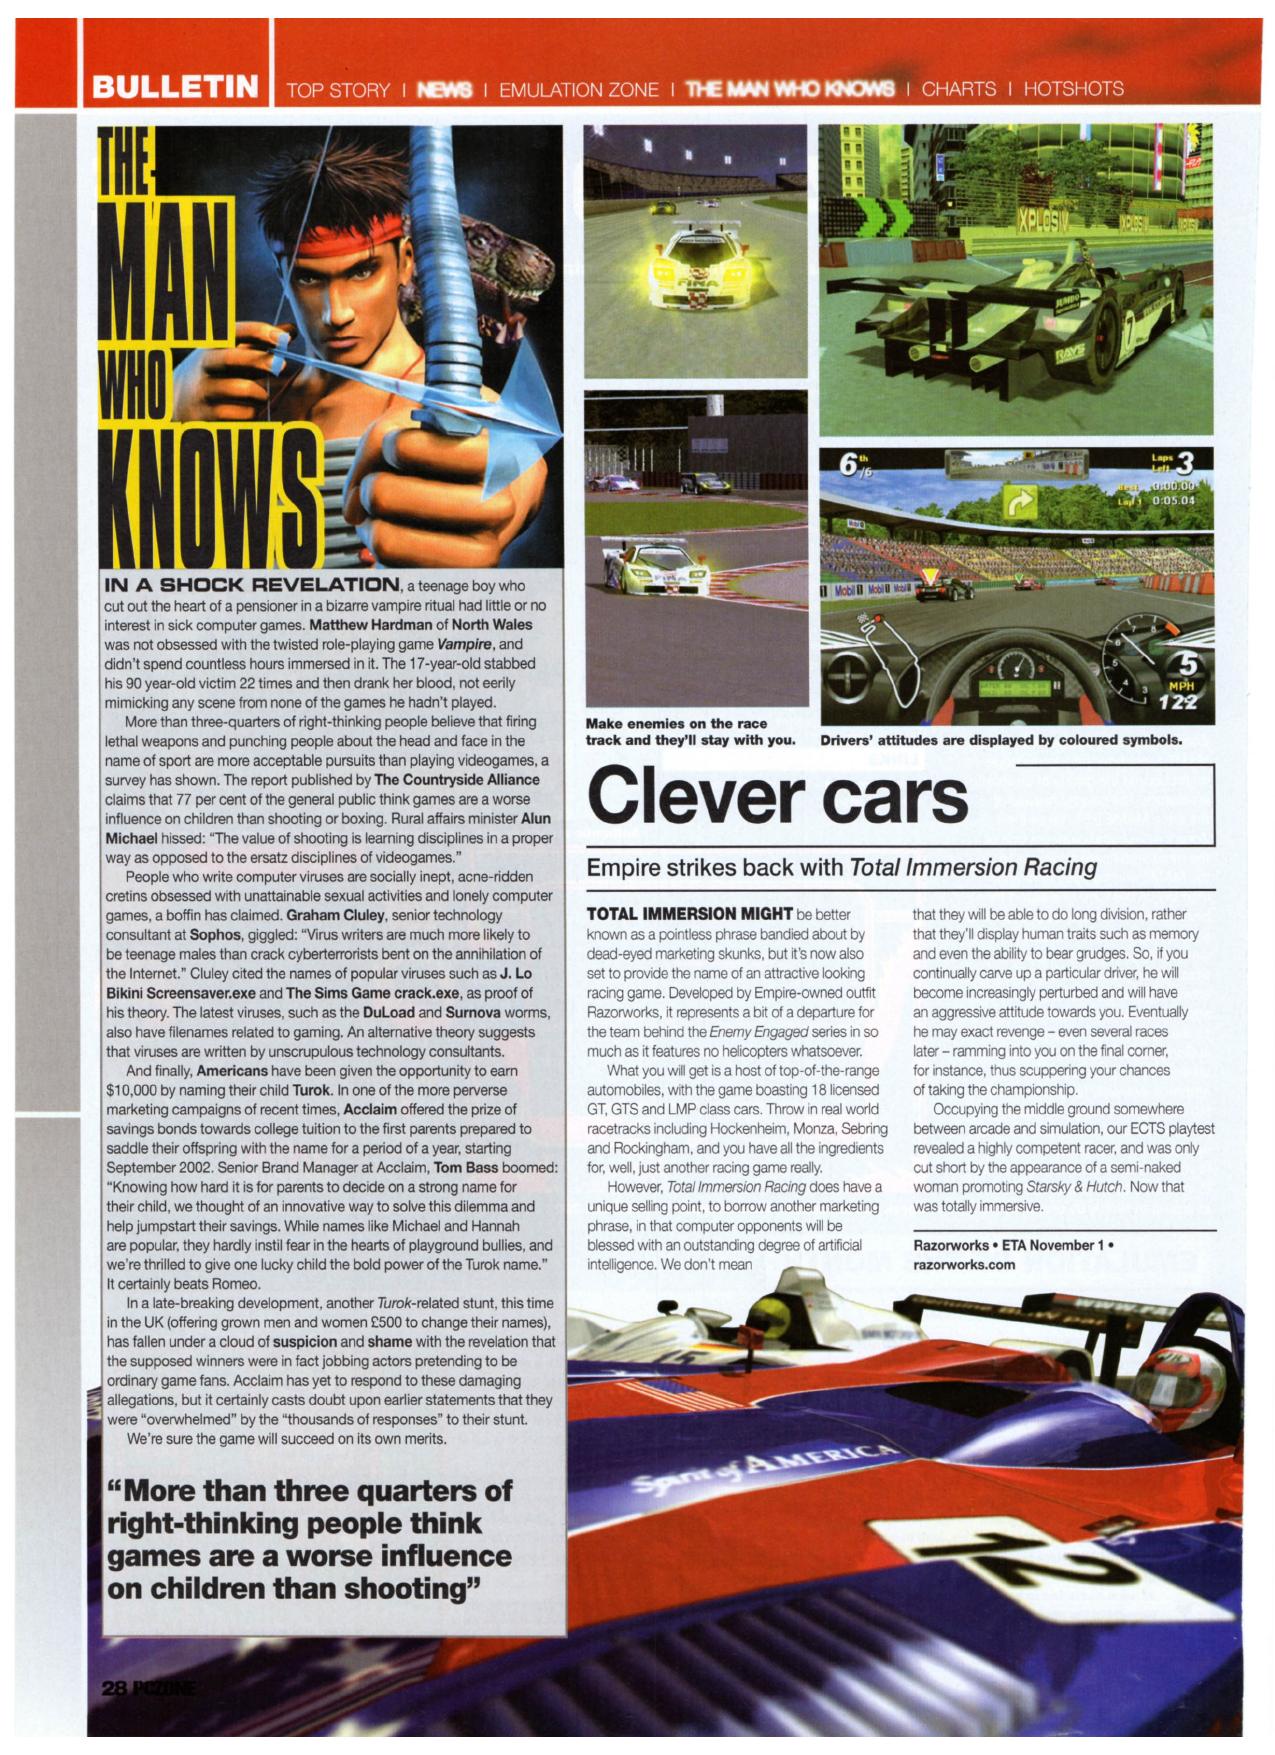 BULLETIN
TOP STORY | NEWS | EMULATION ZONE | THE MAN WHO KNOWS | CHARTS | HOTSHOTS
THE
MAN
WHO
KNOWS
IN A SHOCK REVELATION, a teenage boy who
cut out the heart of a pensioner in a bizarre vampire ritual had little or no
interest in sick computer games. Matthew Hardman of North Wales
was not obsessed with the twisted role-playing game Vampire, and
didn't spend countless hours immersed in it. The 17-year-old stabbed
his 90 year-old victim 22 times and then drank her blood, not eerily
mimicking any scene from none of the games he hadn't played.
More than three-quarters of right-thinking people believe that firing
lethal weapons and punching people about the head and face in the
name of sport are more acceptable pursuits than playing videogames, a
survey has shown. The report published by The Countryside Alliance
claims that 77 per cent of the general public think games are a worse
influence on children than shooting or boxing. Rural affairs minister Alun
Michael hissed: "The value of shooting is learning disciplines in a proper
way as opposed to the ersatz disciplines of videogames."
People who write computer viruses are socially inept, acne-ridden
cretins obsessed with unattainable sexual activities and lonely computer
games, a boffin has claimed. Graham Cluley, senior technology
consultant at Sophos, giggled: "Virus writers are much more likely to
be teenage males than crack cyberterrorists bent on the annihilation of
the Internet." Cluley cited the names of popular viruses such as J. Lo
Bikini Screensaver.exe and The Sims Game crack.exe, as proof of
his theory. The latest viruses, such as the DuLoad and Surnova worms,
also have filenames related to gaming. An alternative theory suggests
that viruses are written by unscrupulous technology consultants.
And finally, Americans have been given the opportunity to earn
$10,000 by naming their child Turok. In one of the more perverse
marketing campaigns of recent times, Acclaim offered the prize of
savings bonds towards college tuition to the first parents prepared to
saddle their offspring with the name for a period of a year, starting
September 2002. Senior Brand Manager at Acclaim, Tom Bass boomed:
"Knowing how hard it is for parents to decide on a strong name for
their child, we thought of an innovative way to solve this dilemma and
help jumpstart their savings. While names like Michael and Hannah
are popular, they hardly instil fear in the hearts of playground bullies, and
we're thrilled to give one lucky child the bold power of the Turok name."
It certainly beats Romeo.
In a late-breaking development, another Turok-related stunt, this time
in the UK (offering grown men and women £500 to change their names),
has fallen under a cloud of suspicion and shame with the revelation that
the supposed winners were in fact jobbing actors pretending to be
ordinary game fans. Acclaim has yet to respond to these damaging
allegations, but it certainly casts doubt upon earlier statements that they
were "overwhelmed" by the "thousands of responses" to their stunt.
We're sure the game will succeed on its own merits.
"More than three quarters of
right-thinking people think
games are a worse influence
on children than shooting"
FINA
XPLOSIV
XPLOSIV
JUMBO
RAYS
7
6th/6
Laps Left 3
Best 0:00.00
Lap 1 0:05.04
Mobil 1
Mobil 1 Mobil 1 Mobil 1
5
MPH
122
Make enemies on the race
track and they'll stay with you.
Drivers' attitudes are displayed by coloured symbols.
Clever cars
Empire strikes back with Total Immersion Racing
TOTAL IMMERSION MIGHT be better
known as a pointless phrase bandied about by
dead-eyed marketing skunks, but it's now also
set to provide the name of an attractive looking
racing game. Developed by Empire-owned outfit
Razorworks, it represents a bit of a departure for
the team behind the Enemy Engaged series in so
much as it features no helicopters whatsoever.
What you will get is a host of top-of-the-range
automobiles, with the game boasting 18 licensed
GT, GTS and LMP class cars. Throw in real world
racetracks including Hockenheim, Monza, Sebring
and Rockingham, and you have all the ingredients
for, well, just another racing game really.
However, Total Immersion Racing does have a
unique selling point, to borrow another marketing
phrase, in that computer opponents will be
blessed with an outstanding degree of artificial
intelligence. We don't mean
that they will be able to do long division, rather
that they'll display human traits such as memory
and even the ability to bear grudges. So, if you
continually carve up a particular driver, he will
become increasingly perturbed and will have
an aggressive attitude towards you. Eventually
he may exact revenge – even several races
later – ramming into you on the final corner,
for instance, thus scuppering your chances
of taking the championship.
Occupying the middle ground somewhere
between arcade and simulation, our ECTS playtest
revealed a highly competent racer, and was only
cut short by the appearance of a semi-naked
woman promoting Starsky & Hutch. Now that
was totally immersive.
Razorworks • ETA November 1 •
razorworks.com
Spirit of AMERICA
12
28 PCZONE